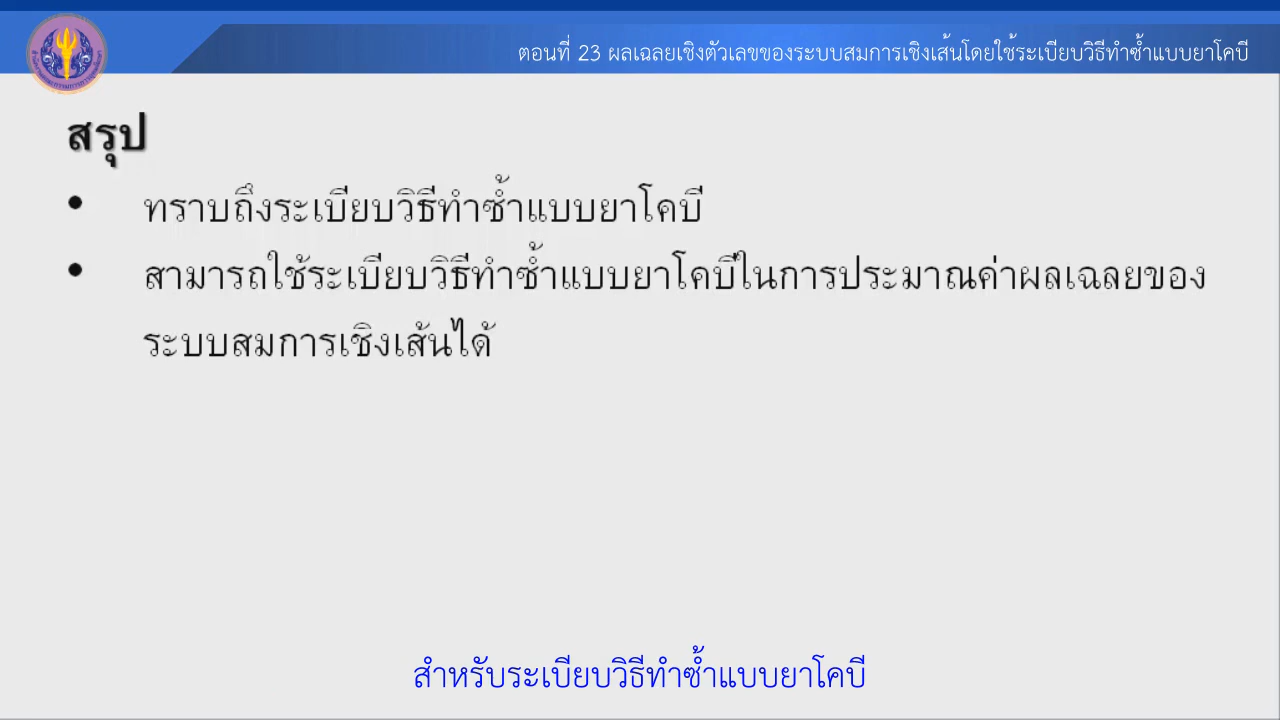 ตอนที่ 23 ผลเฉลยเชิงตัวเลขของระบบสมการเชิงเส้นโดยใช้ระเบียบวิธีทำซ้ำแบบยาโคบี
สรุป
• ทราบถึงระเบียบวิธีทำซ้ำแบบยาโคบี
• สามารถใช้ระเบียบวิธีทำซ้ำแบบยาโคบีในการประมาณค่าผลเฉลยของ
ระบบสมการเชิงเส้นได้
สำหรับระเบียบวิธีทำซ้ำแบบยาโคบี